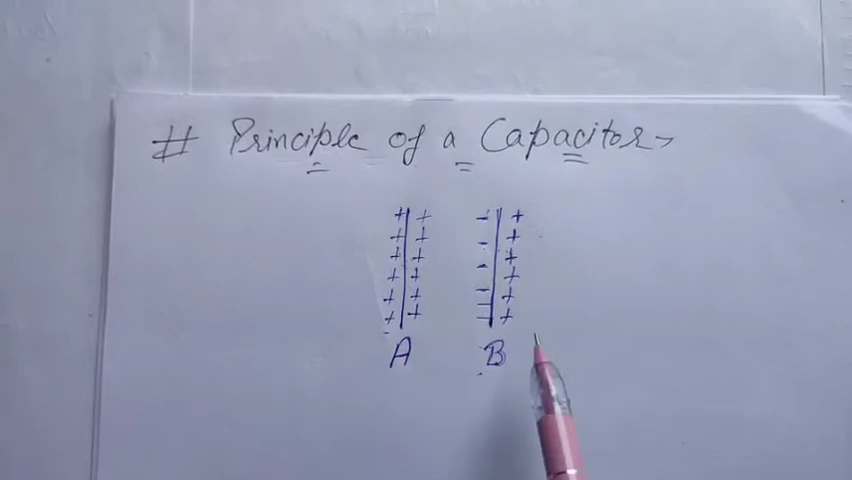 # Principle of a Capacitor→
+ + - +
+ + - +
+ + - +
+ + - +
+ + - +
+ + - +
A B